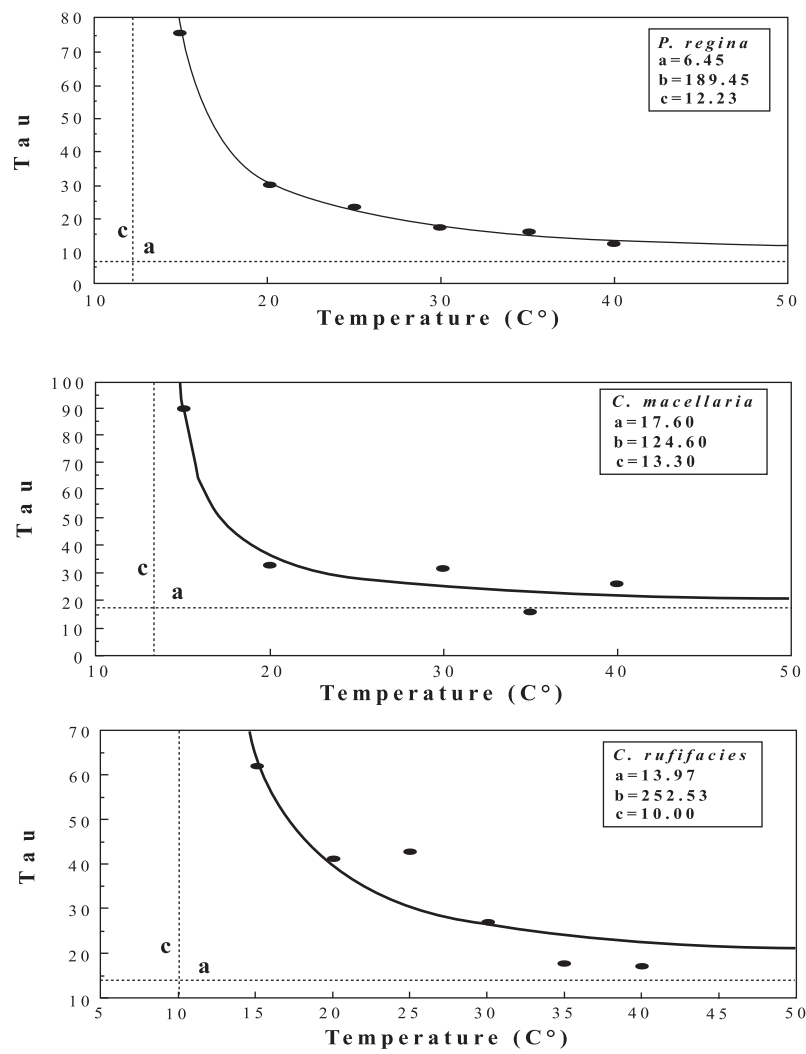 80
70
60
50
40
30
20
10
0
Tau
c
a
P. regina
a=6.45
b=189.45
c=12.23
10 20 30 40 50
Temperature (C°)
100
90
80
70
60
50
40
30
20
10
0
Tau
c
a
C. macellaria
a=17.60
b=124.60
c=13.30
10 20 30 40 50
Temperature (C°)
70
60
50
40
30
20
10
Tau
c
a
C. rufifacies
a=13.97
b=252.53
c=10.00
5 10 15 20 25 30 35 40 45 50
Temperature (C°)